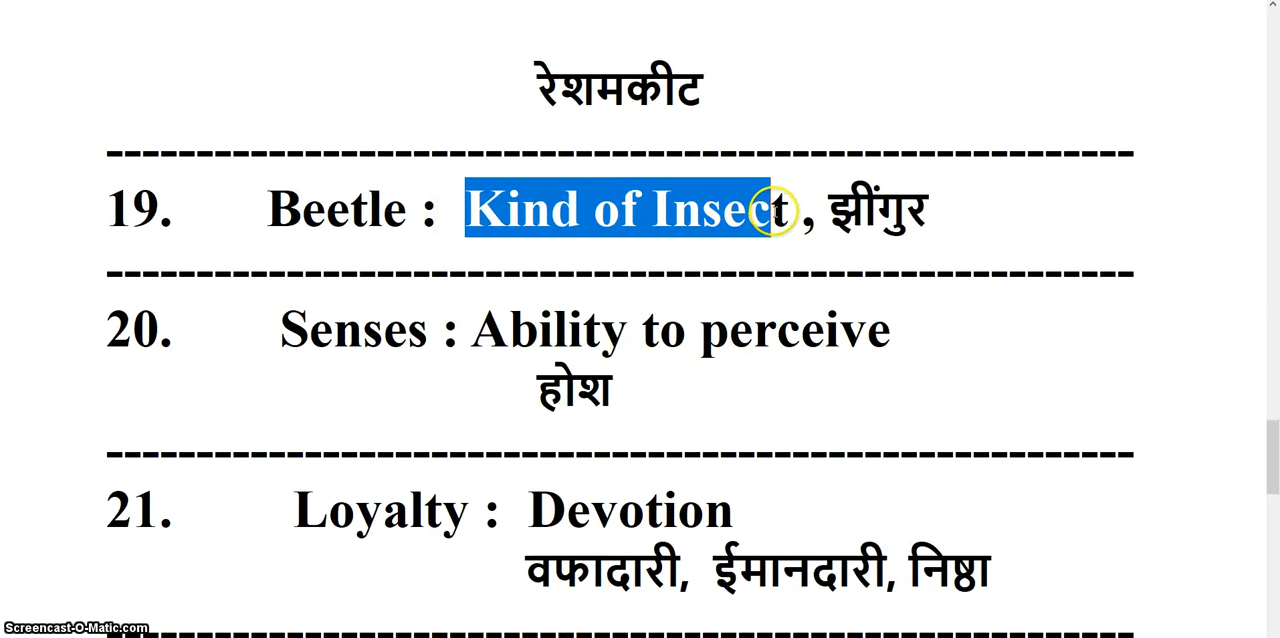 रेशमकीट
-----------------------------------------------------------
19. Beetle : Kind of Insect , झींगुर
-----------------------------------------------------------
20. Senses : Ability to perceive
होश
-----------------------------------------------------------
21. Loyalty : Devotion
वफादारी, ईमानदारी, निष्ठा
-----------------------------------------------------------
Screencast-O-Matic.com